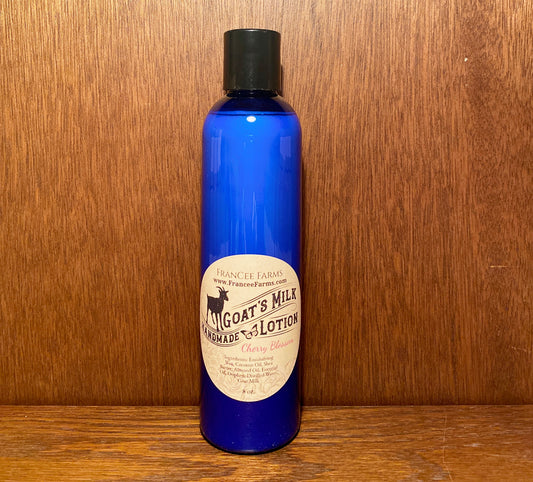 FranCee Farms
www.FranceeFarms.com
Goat's Milk
Handmade Lotion
Cherry Blossom
Ingredients: Emulsifying
Wax, Coconut Oil, Shea
Butter, Almond Oil, Essential
Oil, Distilled Water,
Goat Milk
8 oz.